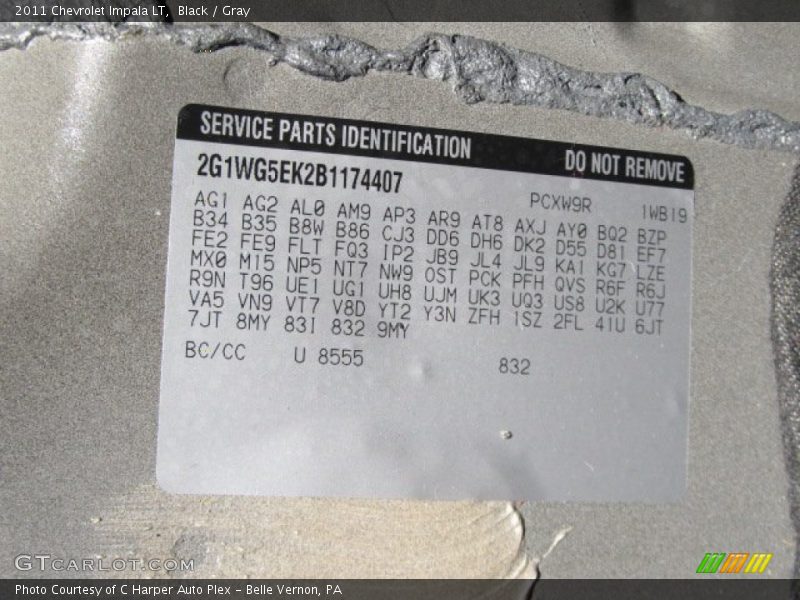 2011 Chevrolet Impala LT, Black / Gray
SERVICE PARTS IDENTIFICATION DO NOT REMOVE
2G1WG5EK2B1174407 PCXW9R 1WB19
AG1 AG2 AL0 AM9 AP3 AR9 AT8 AXJ AY0 BQ2 BZP
B34 B35 B8W B86 CJ3 DD6 DH6 DK2 D55 D81 EF7
FE2 FE9 FLT FQ3 IP2 JB9 JL4 JL9 KA1 KG7 LZE
MX0 M15 NP5 NT7 NW9 OST PCK PFH QVS R6F R6J
R9N T96 UE1 UG1 UH8 UJM UK3 UQ3 US8 U2K U77
VA5 VN9 VT7 V8D YT2 Y3N ZFH 1SZ 2FL 41U 6JT
7JT 8MY 83I 832 9MY
BC/CC U 8555 832
GTCARLOT.COM
Photo Courtesy of C Harper Auto Plex – Belle Vernon, PA